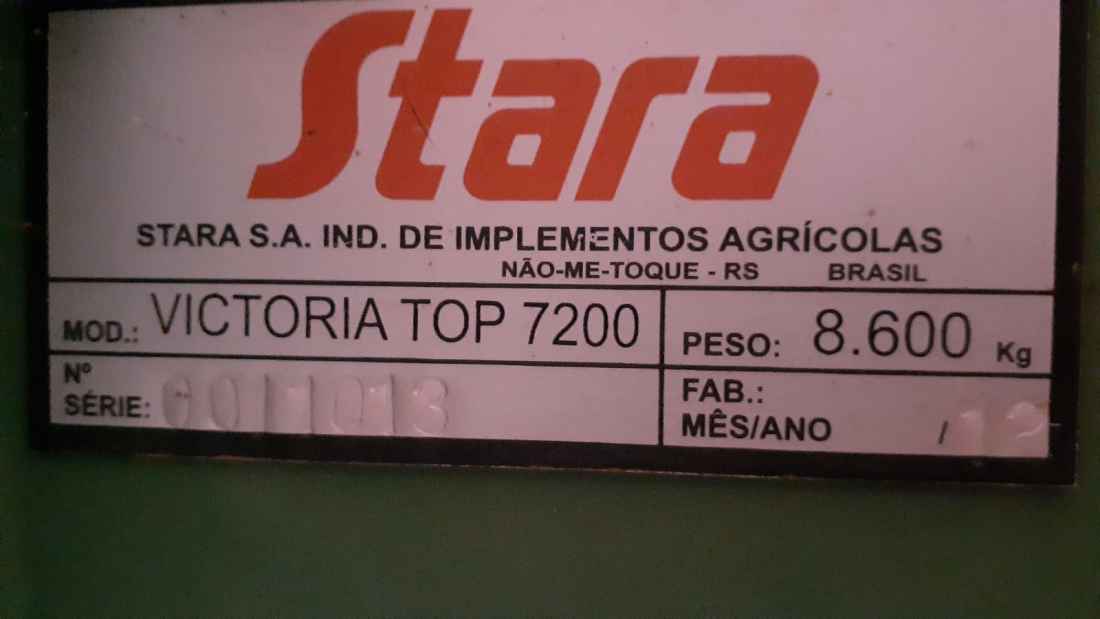 Stara
STARA S.A. IND. DE IMPLEMENTOS AGRÍCOLAS
NÃO-ME-TOQUE - RS BRASIL
MOD.: VICTORIA TOP 7200
PESO: 8.600 Kg
Nº
SÉRIE:
FAB.:
MÊS/ANO /12